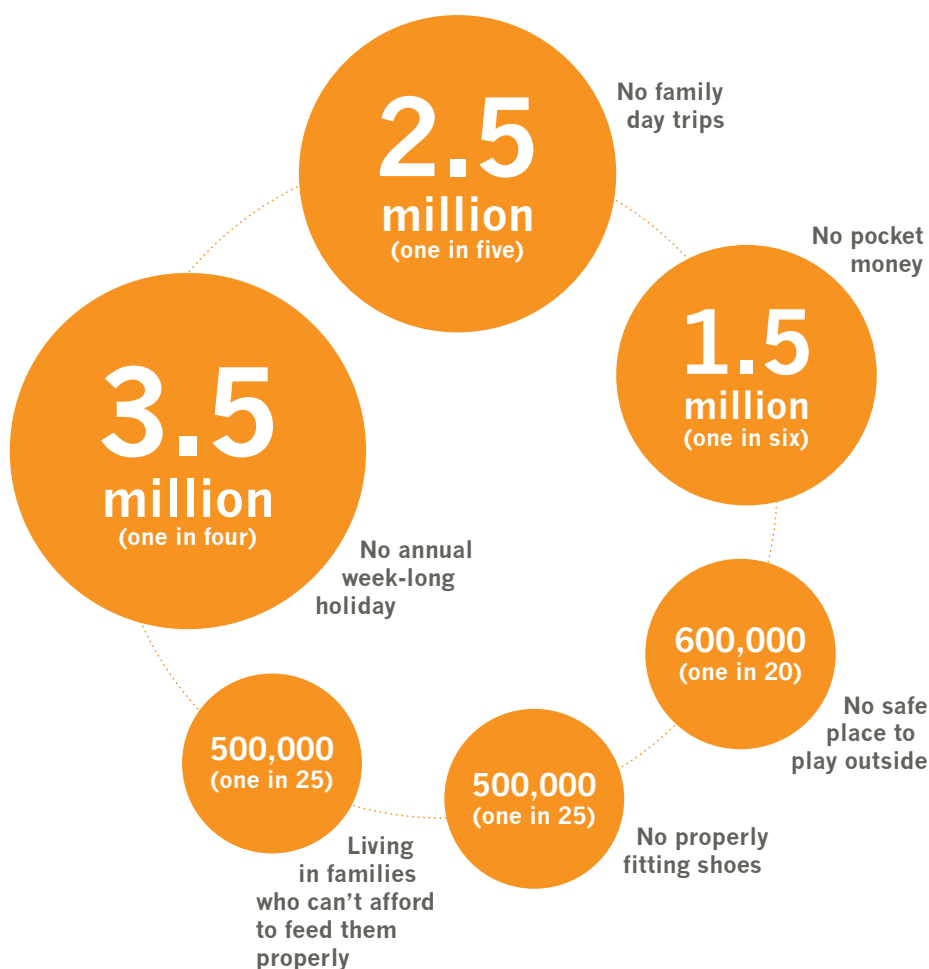 2.5
million
(one in five)
No family
day trips
No pocket
money
1.5
million
(one in six)
3.5
million
(one in four)
No annual
week-long
holiday
600,000
(one in 20)
No safe
place to
play outside
500,000
(one in 25)
No properly
fitting shoes
500,000
(one in 25)
Living
in families
who can’t afford
to feed them
properly